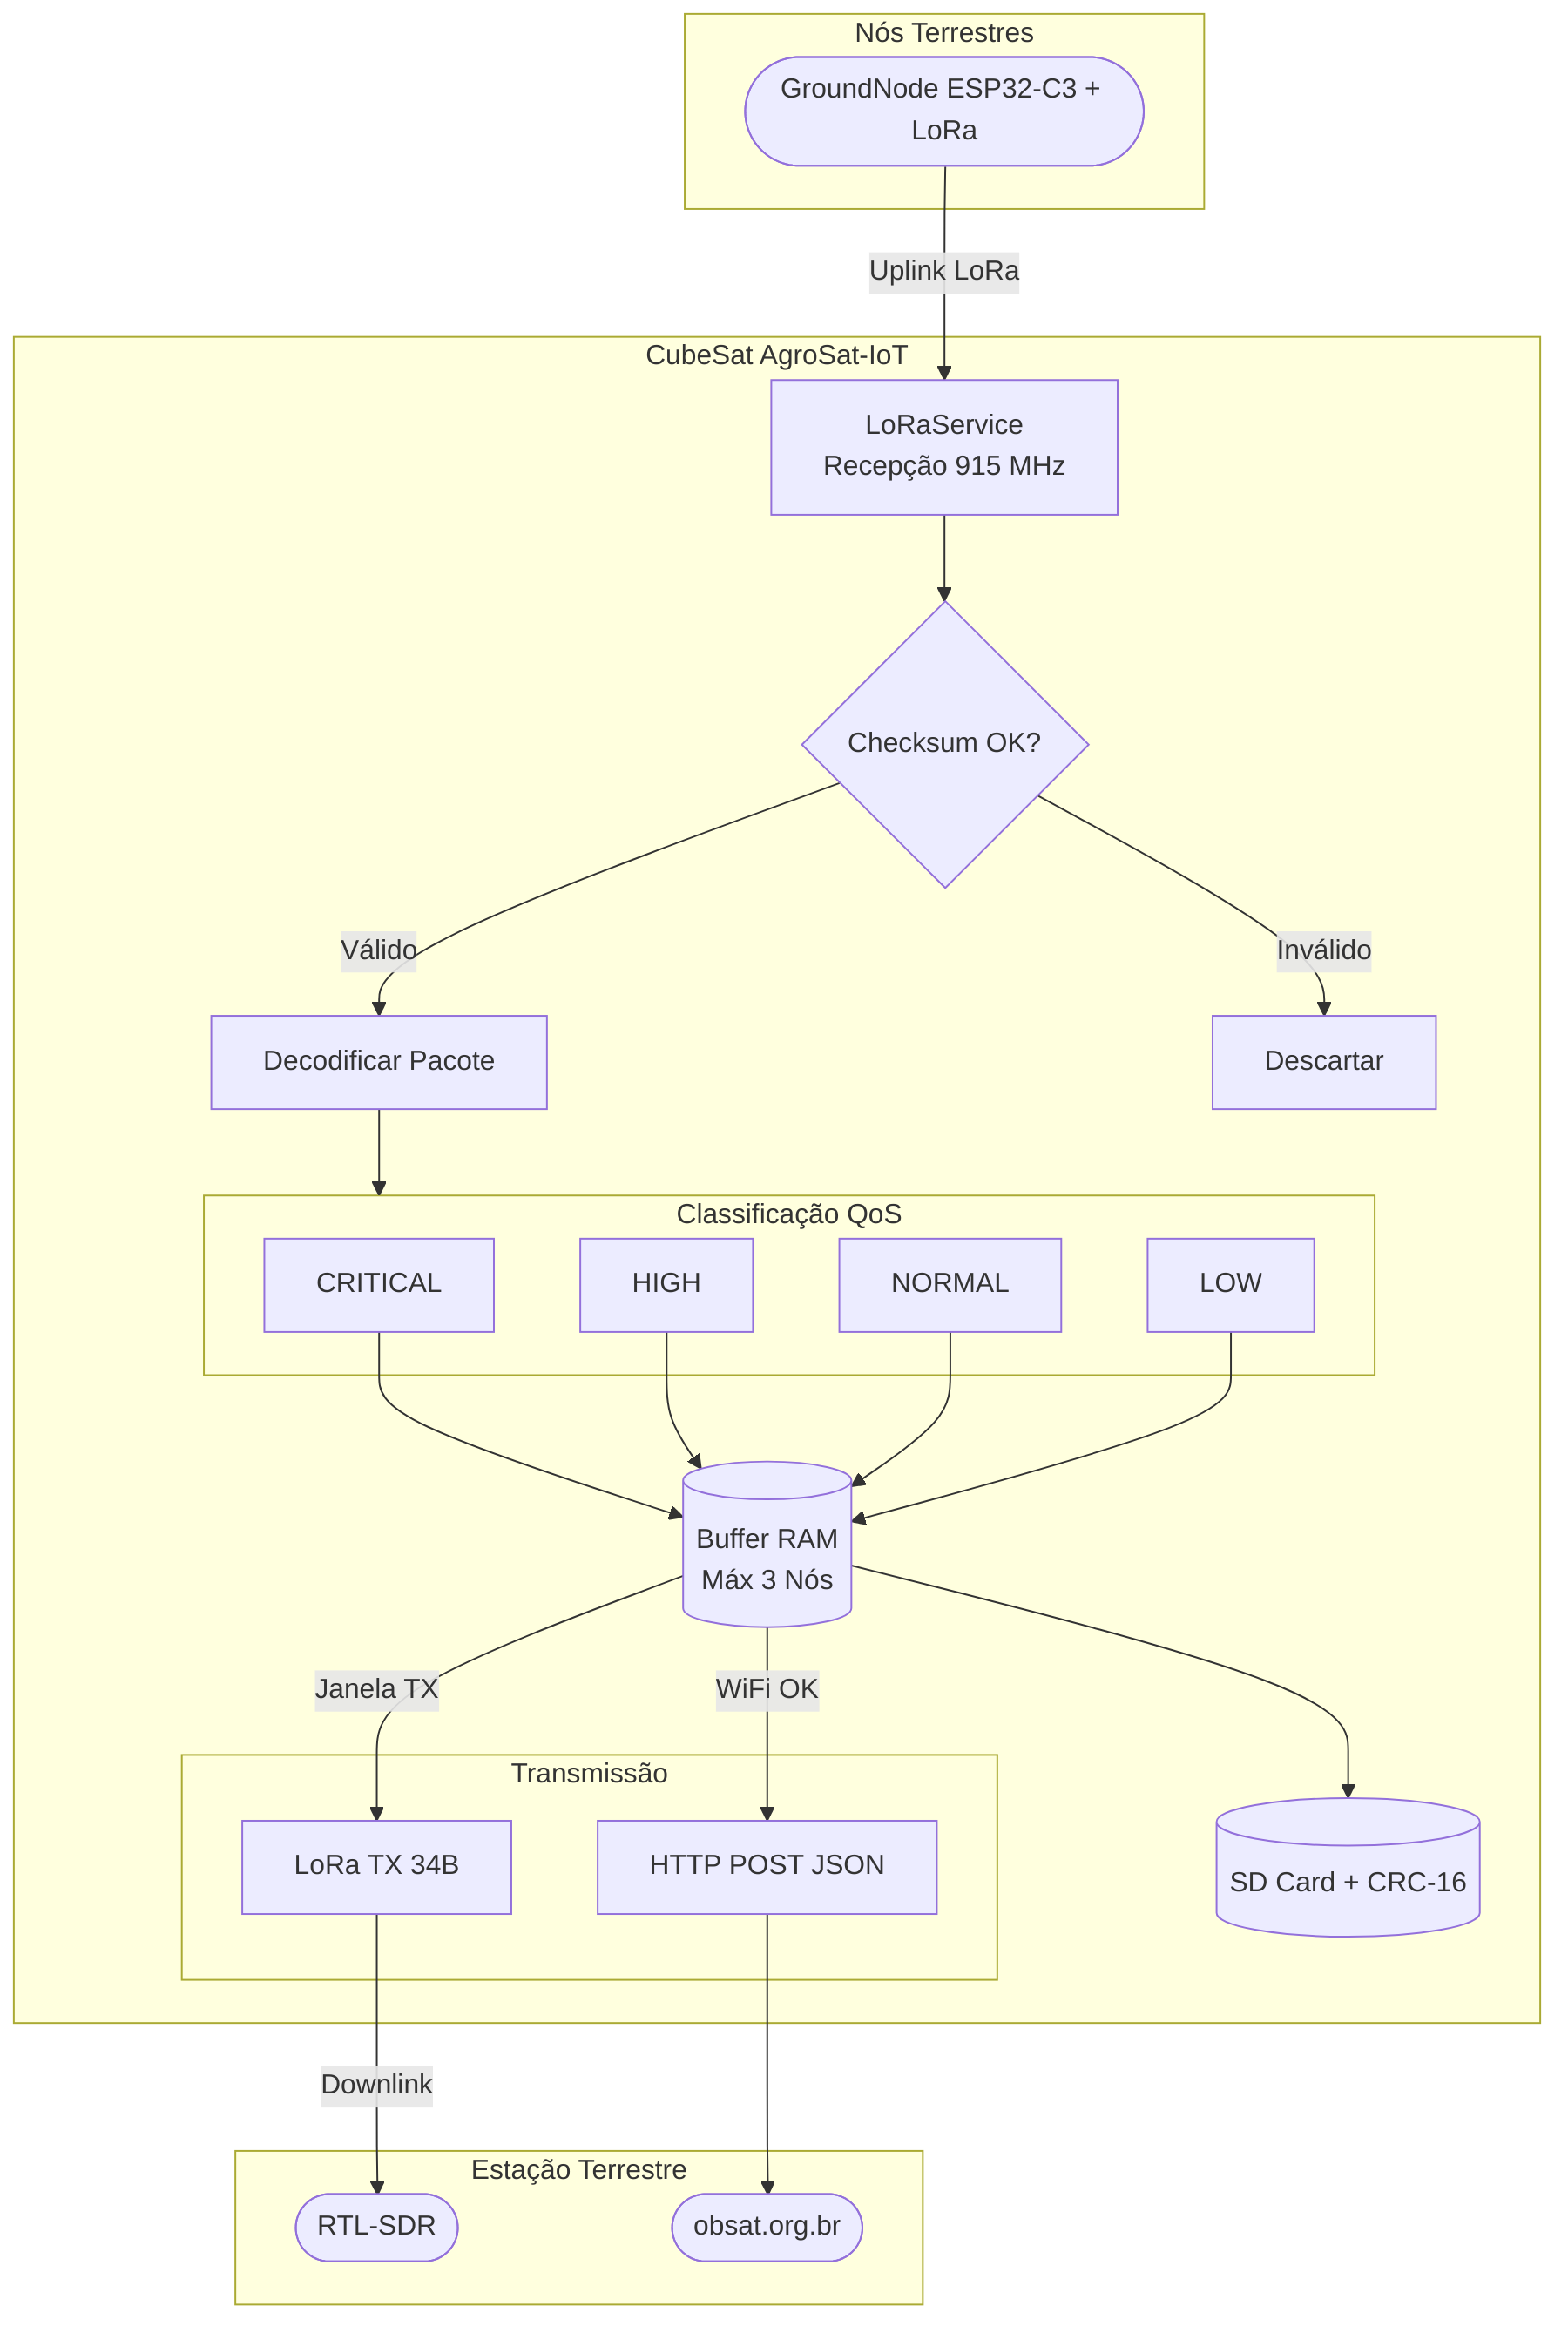 Nós Terrestres
GroundNode ESP32-C3 +
LoRa
Uplink LoRa
CubeSat AgroSat-IoT
LoRaService
Recepção 915 MHz
Checksum OK?
Válido
Inválido
Decodificar Pacote
Descartar
Classificação QoS
CRITICAL
HIGH
NORMAL
LOW
Buffer RAM
Máx 3 Nós
Janela TX
WiFi OK
Transmissão
LoRa TX 34B
HTTP POST JSON
SD Card + CRC-16
Downlink
Estação Terrestre
RTL-SDR
obsat.org.br